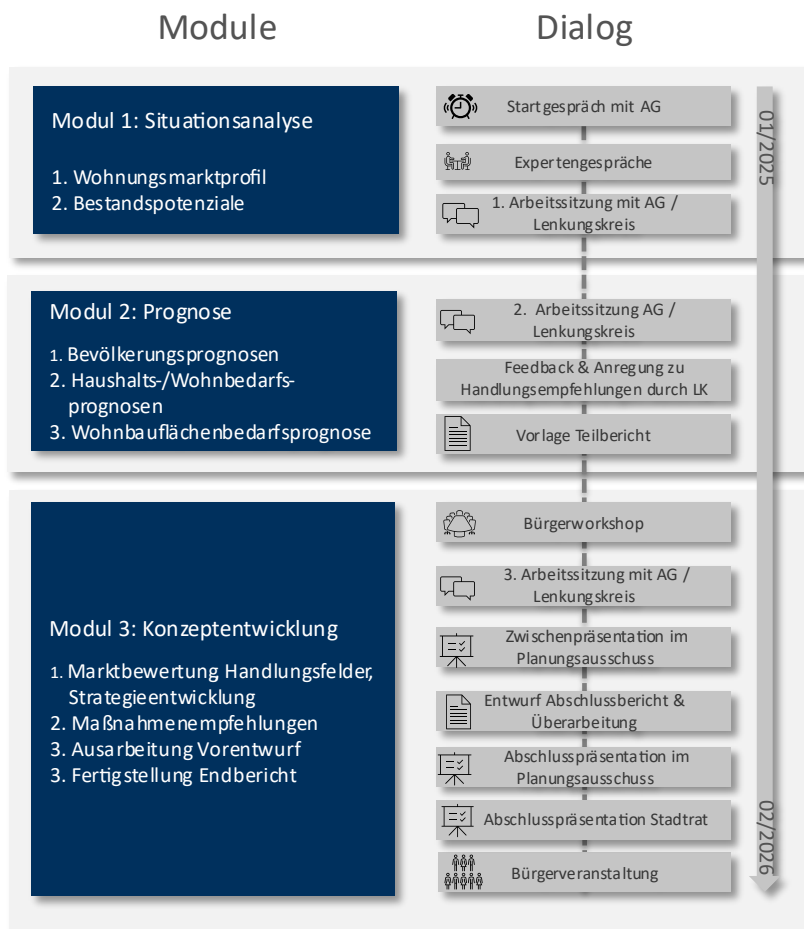 Module
Dialog
Modul 1: Situationsanalyse
1. Wohnungsmarktprofil
2. Bestandspotenziale
Startgespräch mit AG
Expertengespräche
1. Arbeitssitzung mit AG /
Lenkungskreis
01/2025
Modul 2: Prognose
1. Bevölkerungsprognosen
2. Haushalts-/Wohnbedarfs-
prognosen
3. Wohnbauflächenbedarfsprognose
2. Arbeitssitzung AG /
Lenkungskreis
Feedback & Anregung zu
Handlungsempfehlungen durch LK
Vorlage Teilbericht
Modul 3: Konzeptentwicklung
1. Marktbewertung, Handlungsfelder,
Strategieentwicklung
2. Maßnahmenempfehlungen
3. Ausarbeitung Vorentwurf
3. Fertigstellung Endbericht
Bürgerworkshop
3. Arbeitssitzung mit AG /
Lenkungskreis
Zwischenpräsentation im
Planungsausschuss
Entwurf Abschlussbericht &
Überarbeitung
Abschlusspräsentation im
Planungsausschuss
Abschlusspräsentation Stadtrat
Bürgerveranstaltung
02/2026